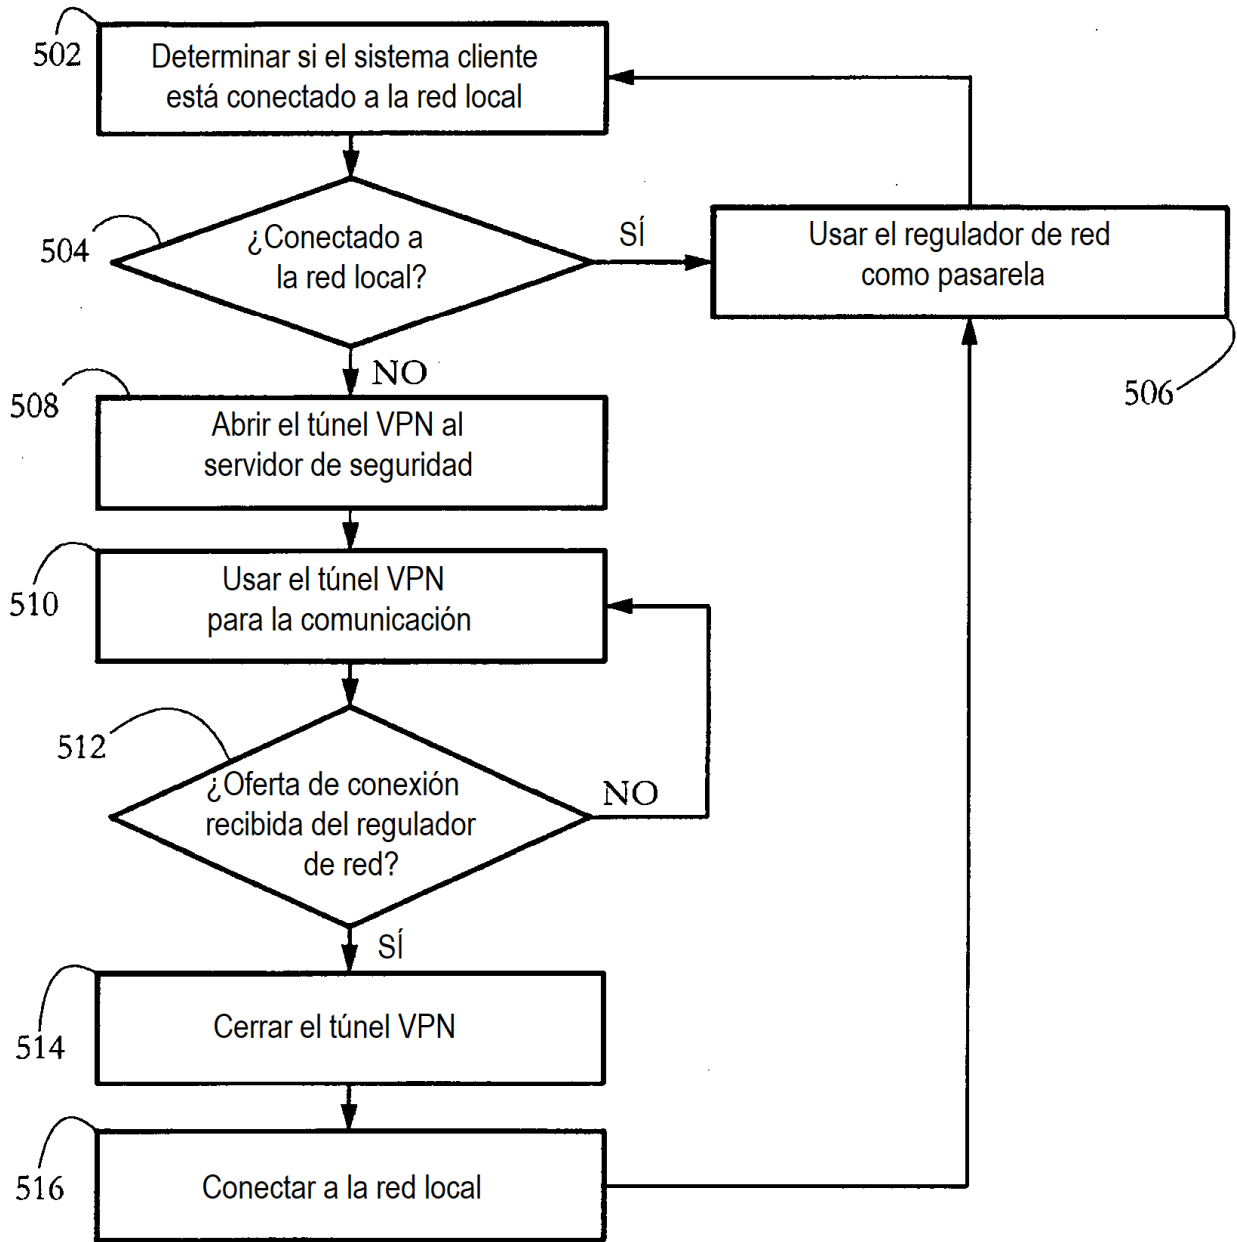 502
Determinar si el sistema cliente
está conectado a la red local
504
¿Conectado a
la red local?
SÍ
Usar el regulador de red
como pasarela
506
NO
508
Abrir el túnel VPN al
servidor de seguridad
510
Usar el túnel VPN
para la comunicación
512
¿Oferta de conexión
recibida del regulador
de red?
NO
SÍ
514
Cerrar el túnel VPN
516
Conectar a la red local